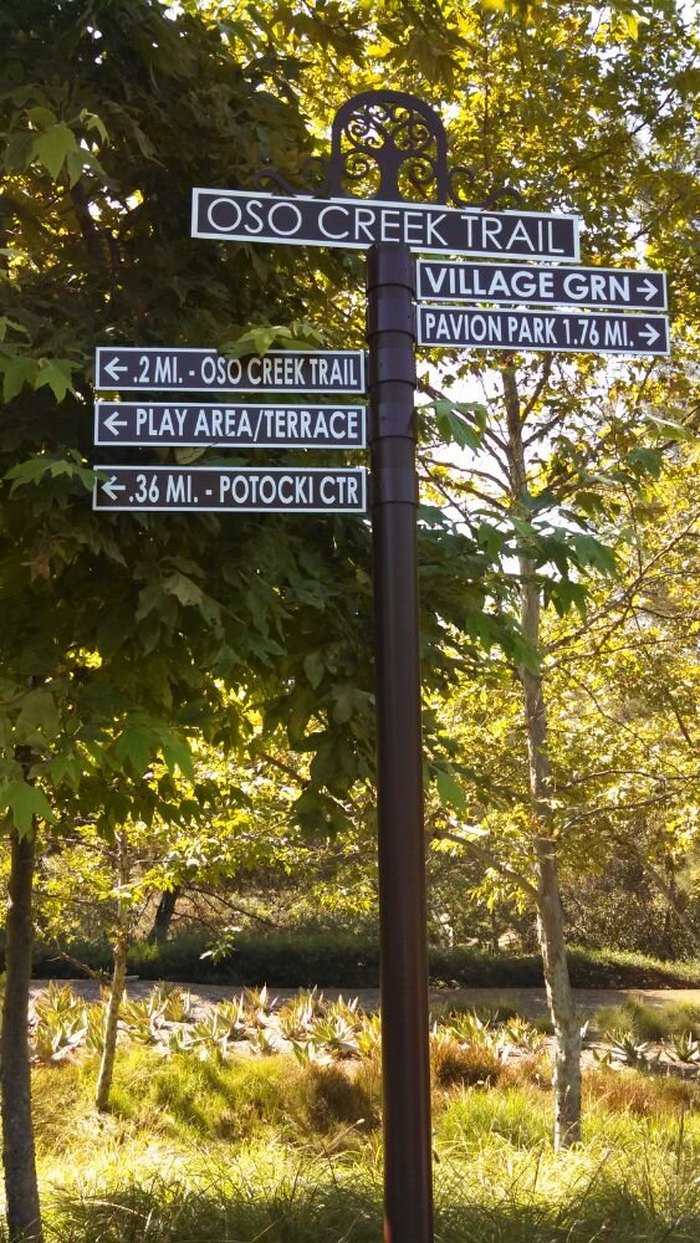 OSO CREEK TRAIL
VILLAGE GRN →
PAVION PARK 1.76 MI. →
← .2 MI. - OSO CREEK TRAIL
← PLAY AREA/TERRACE
← .36 MI. - POTOCKI CTR